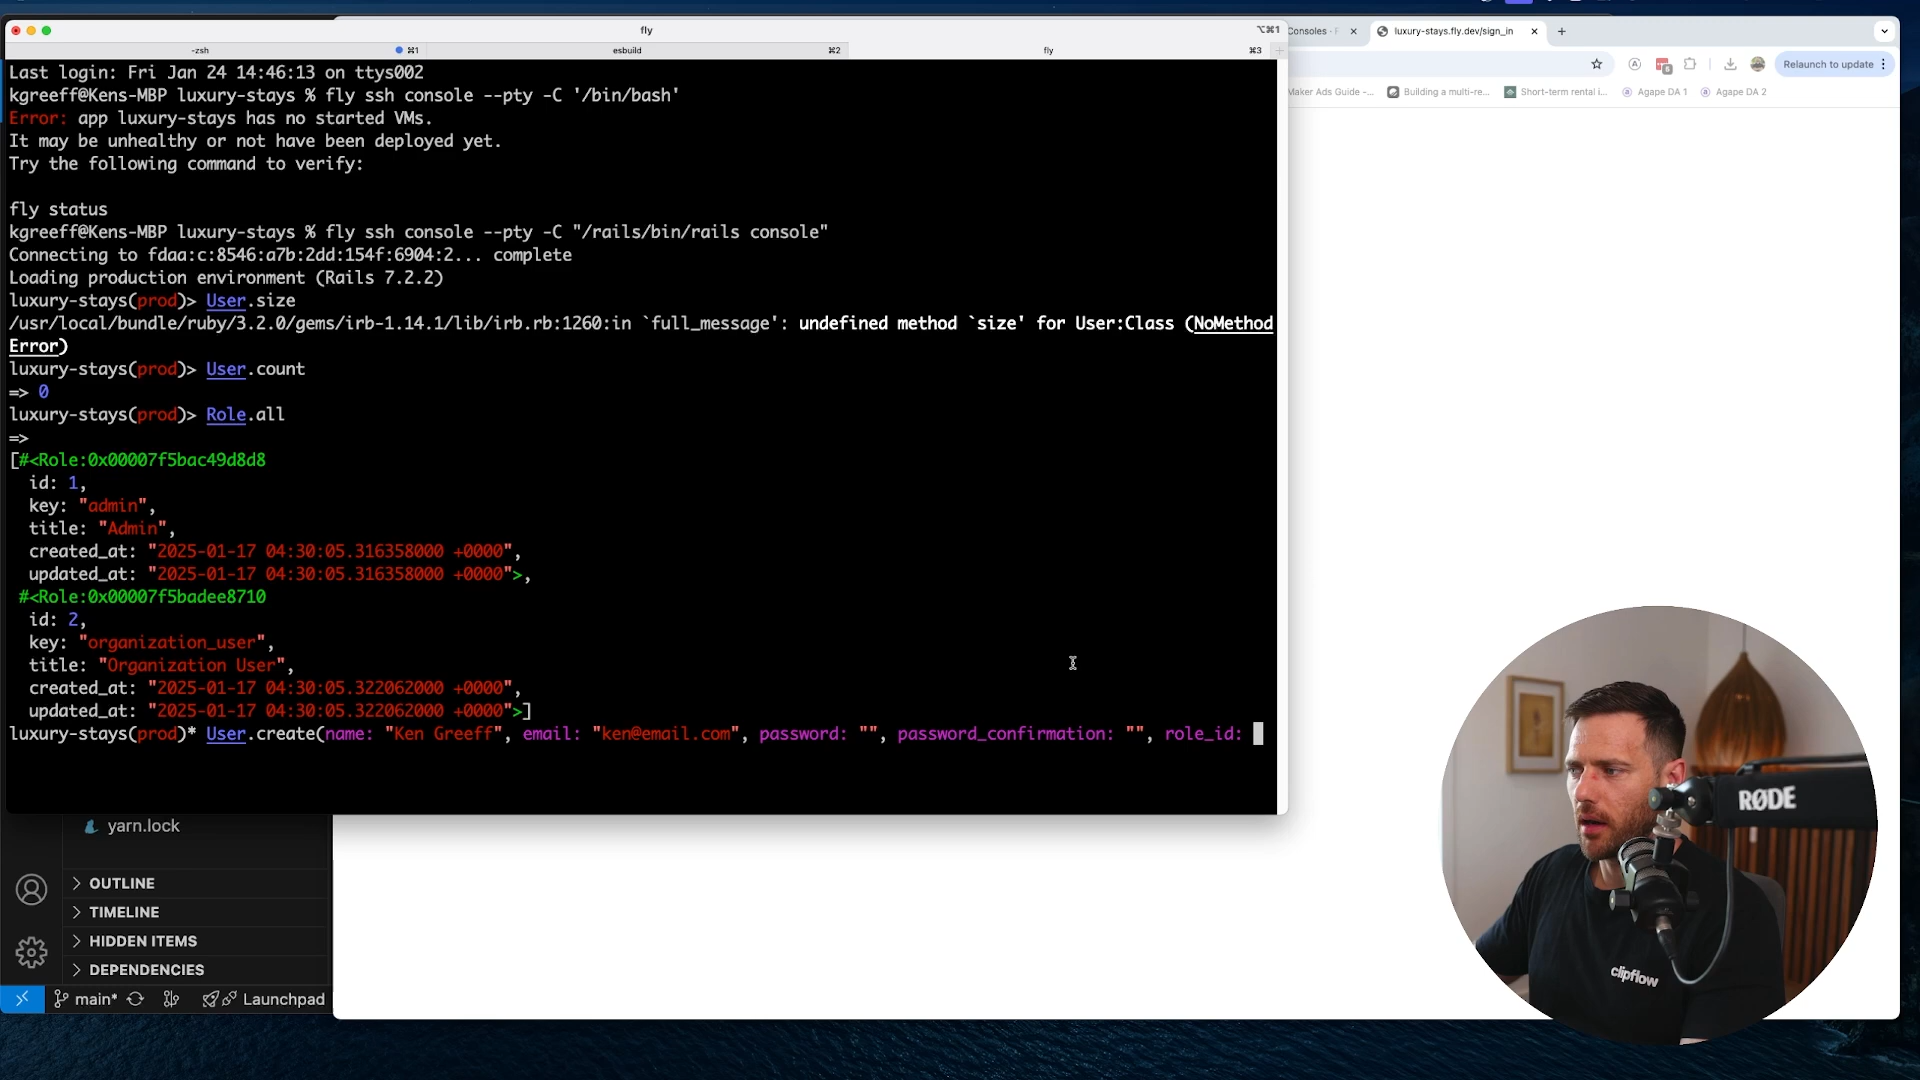 fly
⌥⌘1
-zsh
⌘1
esbuild
⌘2
fly
⌘3
Last login: Fri Jan 24 14:46:13 on ttys002
kgreeff@Kens-MBP luxury-stays % fly ssh console --pty -C '/bin/bash'
Error: app luxury-stays has no started VMs.
It may be unhealthy or not have been deployed yet.
Try the following command to verify:
fly status
kgreeff@Kens-MBP luxury-stays % fly ssh console --pty -C "/rails/bin/rails console"
Connecting to fdaa:c:8546:a7b:2dd:154f:6904:2... complete
Loading production environment (Rails 7.2.2)
luxury-stays(prod)> User.size
/usr/local/bundle/ruby/3.2.0/gems/irb-1.14.1/lib/irb.rb:1260:in `full_message': undefined method `size' for User:Class (NoMethod
Error)
luxury-stays(prod)> User.count
=> 0
luxury-stays(prod)> Role.all
=>
[#<Role:0x00007f5bac49d8d8
id: 1,
key: "admin",
title: "Admin",
created_at: "2025-01-17 04:30:05.316358000 +0000",
updated_at: "2025-01-17 04:30:05.316358000 +0000">,
#<Role:0x00007f5badee8710
id: 2,
key: "organization_user",
title: "Organization User",
created_at: "2025-01-17 04:30:05.322062000 +0000",
updated_at: "2025-01-17 04:30:05.322062000 +0000">]
luxury-stays(prod)* User.create(name: "Ken Greeff", email: "ken@email.com", password: "", password_confirmation: "", role_id:
Consoles · F
luxury-stays.fly.dev/sign_in
Relaunch to update
Maker Ads Guide -...
Building a multi-re...
Short-term rental i...
Agape DA 1
Agape DA 2
yarn.lock
OUTLINE
TIMELINE
HIDDEN ITEMS
DEPENDENCIES
main*
Launchpad
RØDE
clipflow